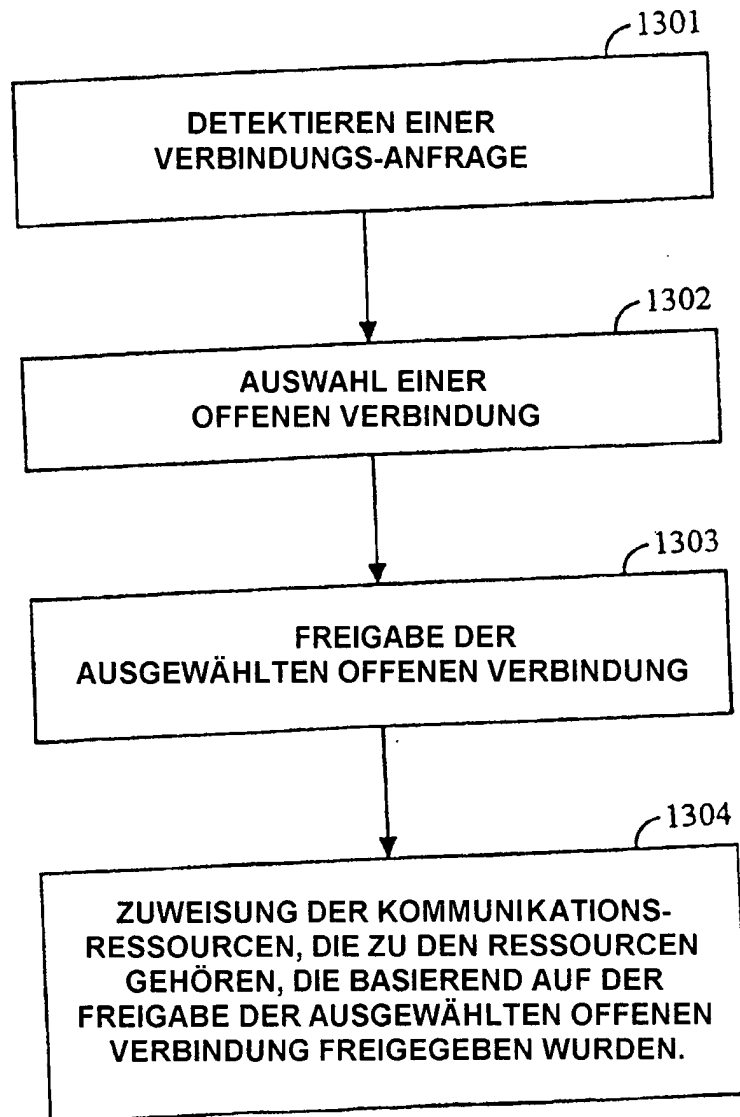 1301
DETEKTIEREN EINER
VERBINDUNGS-ANFRAGE
1302
AUSWAHL EINER
OFFENEN VERBINDUNG
1303
FREIGABE DER
AUSGEWÄHLTEN OFFENEN VERBINDUNG
1304
ZUWEISUNG DER KOMMUNIKATIONS-
RESSOURCEN, DIE ZU DEN RESSOURCEN
GEHÖREN, DIE BASIEREND AUF DER
FREIGABE DER AUSGEWÄHLTEN OFFENEN
VERBINDUNG FREIGEGEBEN WURDEN.